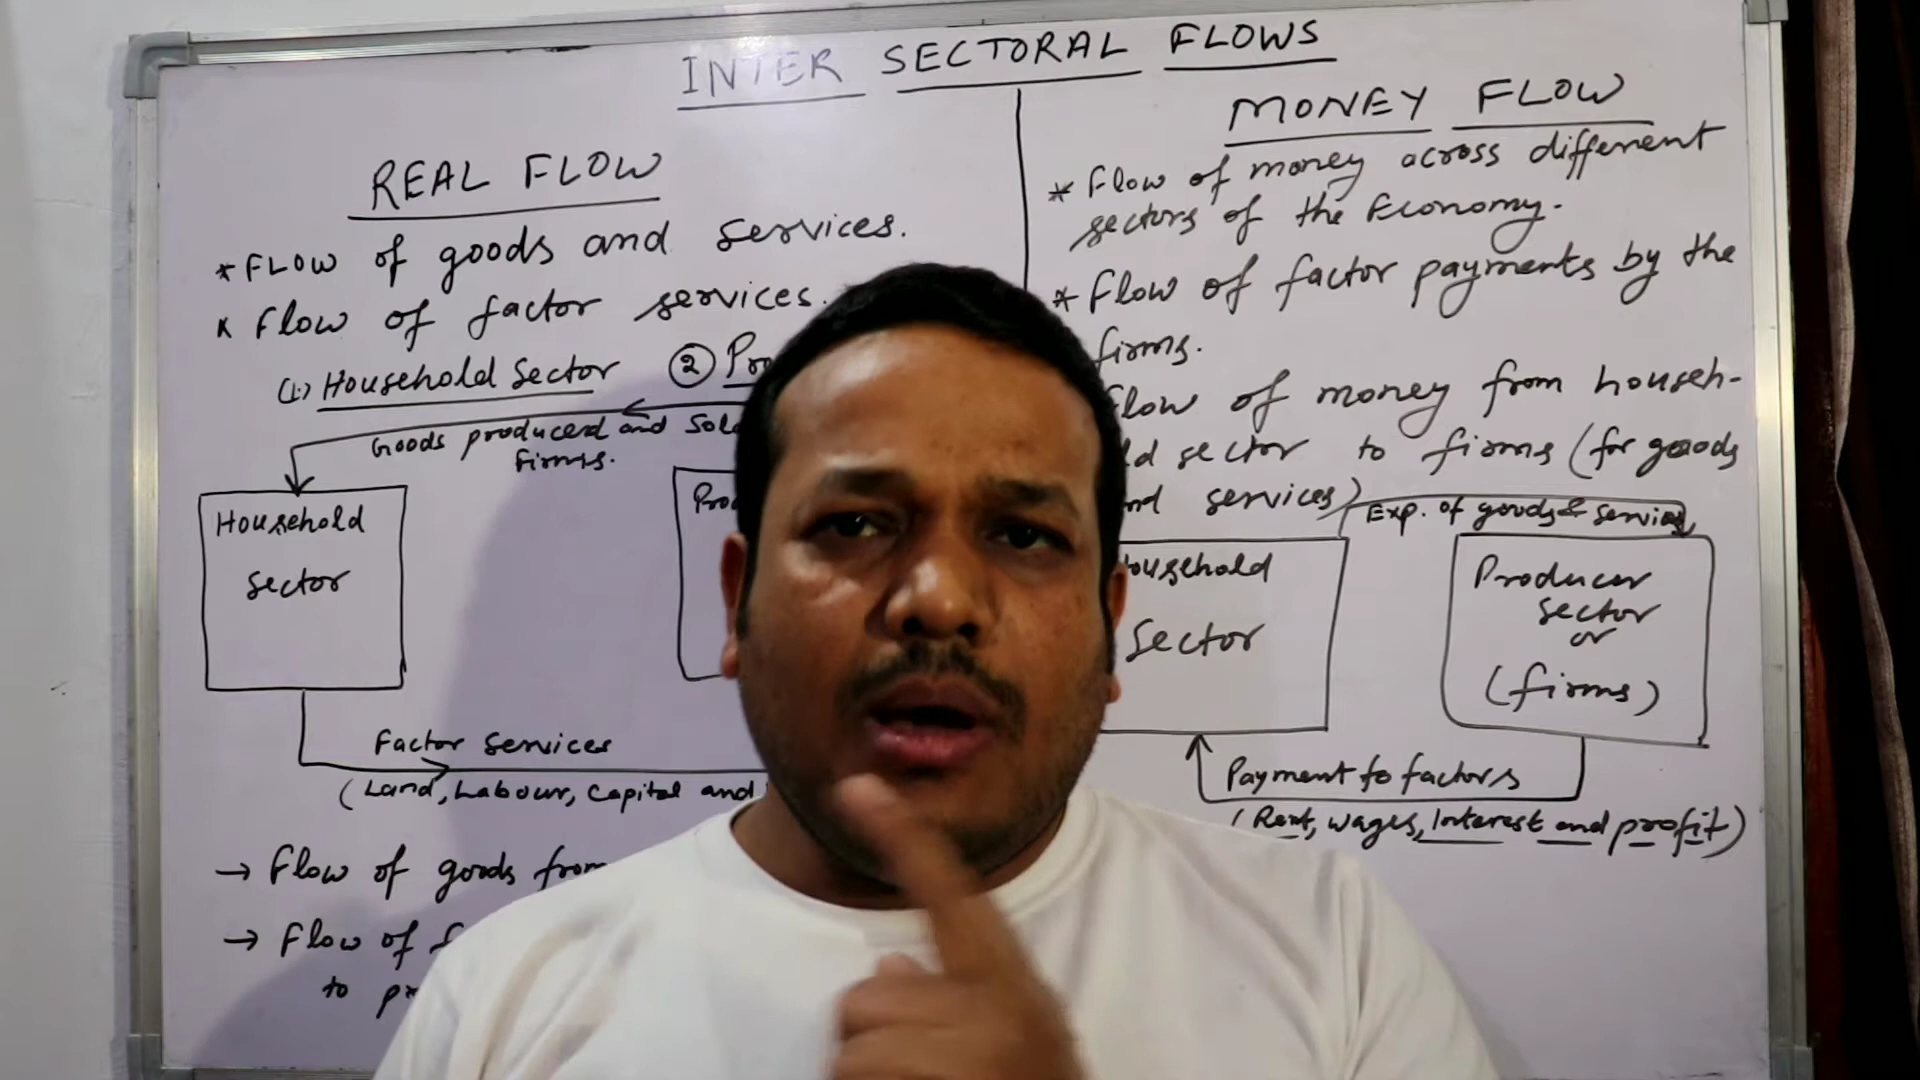 INTER SECTORAL FLOWS
REAL FLOW
* FLOW of goods and services.
* Flow of factor services.
(1.) Household Sector ②
Goods produced and
firms.
Household
Sector
Factor Services
(Land, Labour, Capital and
→ Flow of goods from
→ Flow of
to
MONEY FLOW
* Flow of money across different
sectors of the Economy.
* Flow of factor payments by the
firms.
Flow of money from househ-
sector to firms (for goods
services)
Exp. of goods & services
Sector
Producer
Sector
or
(firms)
Payment to factors
(Rent, wages, Interest and profit)